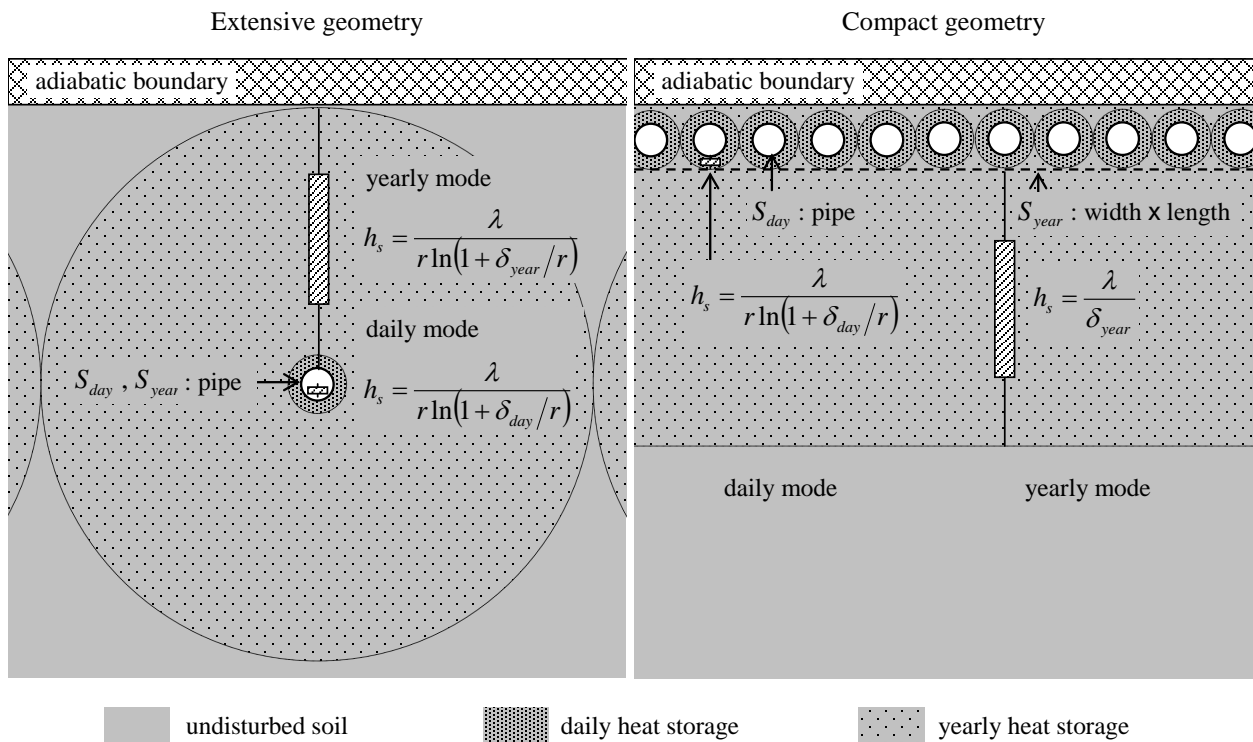 Extensive geometry
adiabatic boundary
yearly mode
h_s = λ / (r ln(1 + δ_year / r))
daily mode
S_day , S_year : pipe
h_s = λ / (r ln(1 + δ_day / r))
Compact geometry
adiabatic boundary
S_day : pipe
S_year : width x length
h_s = λ / (r ln(1 + δ_day / r))
h_s = λ / δ_year
daily mode
yearly mode
undisturbed soil
daily heat storage
yearly heat storage